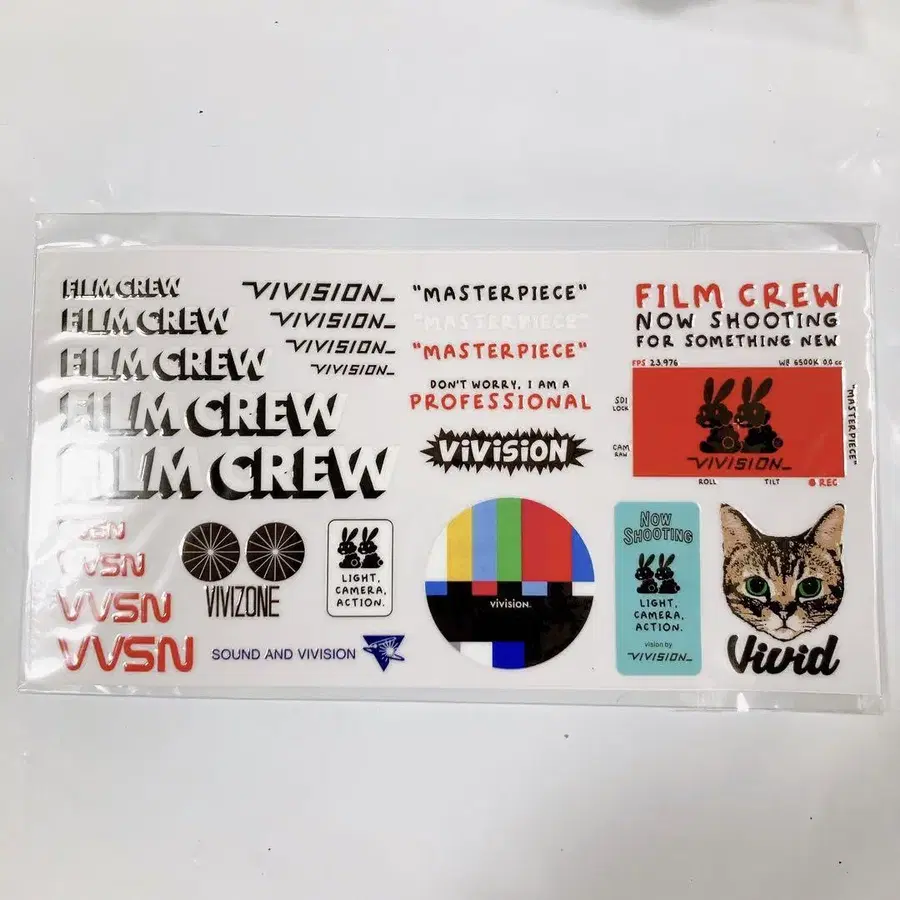 FILM CREW
FILM CREW
FILM CREW
FILM CREW
FILM CREW
VIVISION_
VIVISION_
VIVISION_
VIVISION_
"MASTERPIECE"
"MASTERPIECE"
"MASTERPIECE"
DON'T WORRY, I AM A
PROFESSIONAL
ViViSiON
FILM CREW
NOW SHOOTING
FOR SOMETHING NEW
FPS 23.976
WB 6500K 0.0 cc
SDI
LOCK
CAM
RAW
"MASTERPIECE"
VIVISION_
ROLL
TILT
REC
VVSN
VVSN
VVSN
VVSN
VIVIZONE
LIGHT,
CAMERA,
ACTION.
SOUND AND VIVISION
vivision.
NOW
SHOOTING
LIGHT,
CAMERA,
ACTION.
vision by
VIVISION_
Vivid